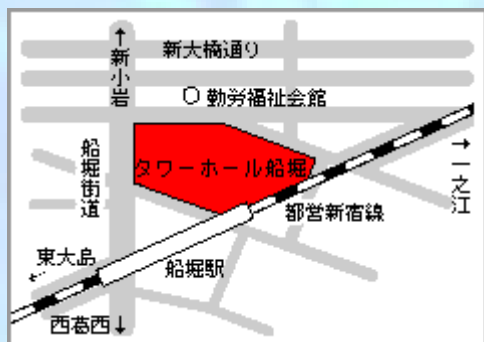 ↑新小岩
新大橋通り
○勤労福祉会館
船堀街道
タワーホール船堀
→一之江
都営新宿線
東大島
←
船堀駅
西葛西↓